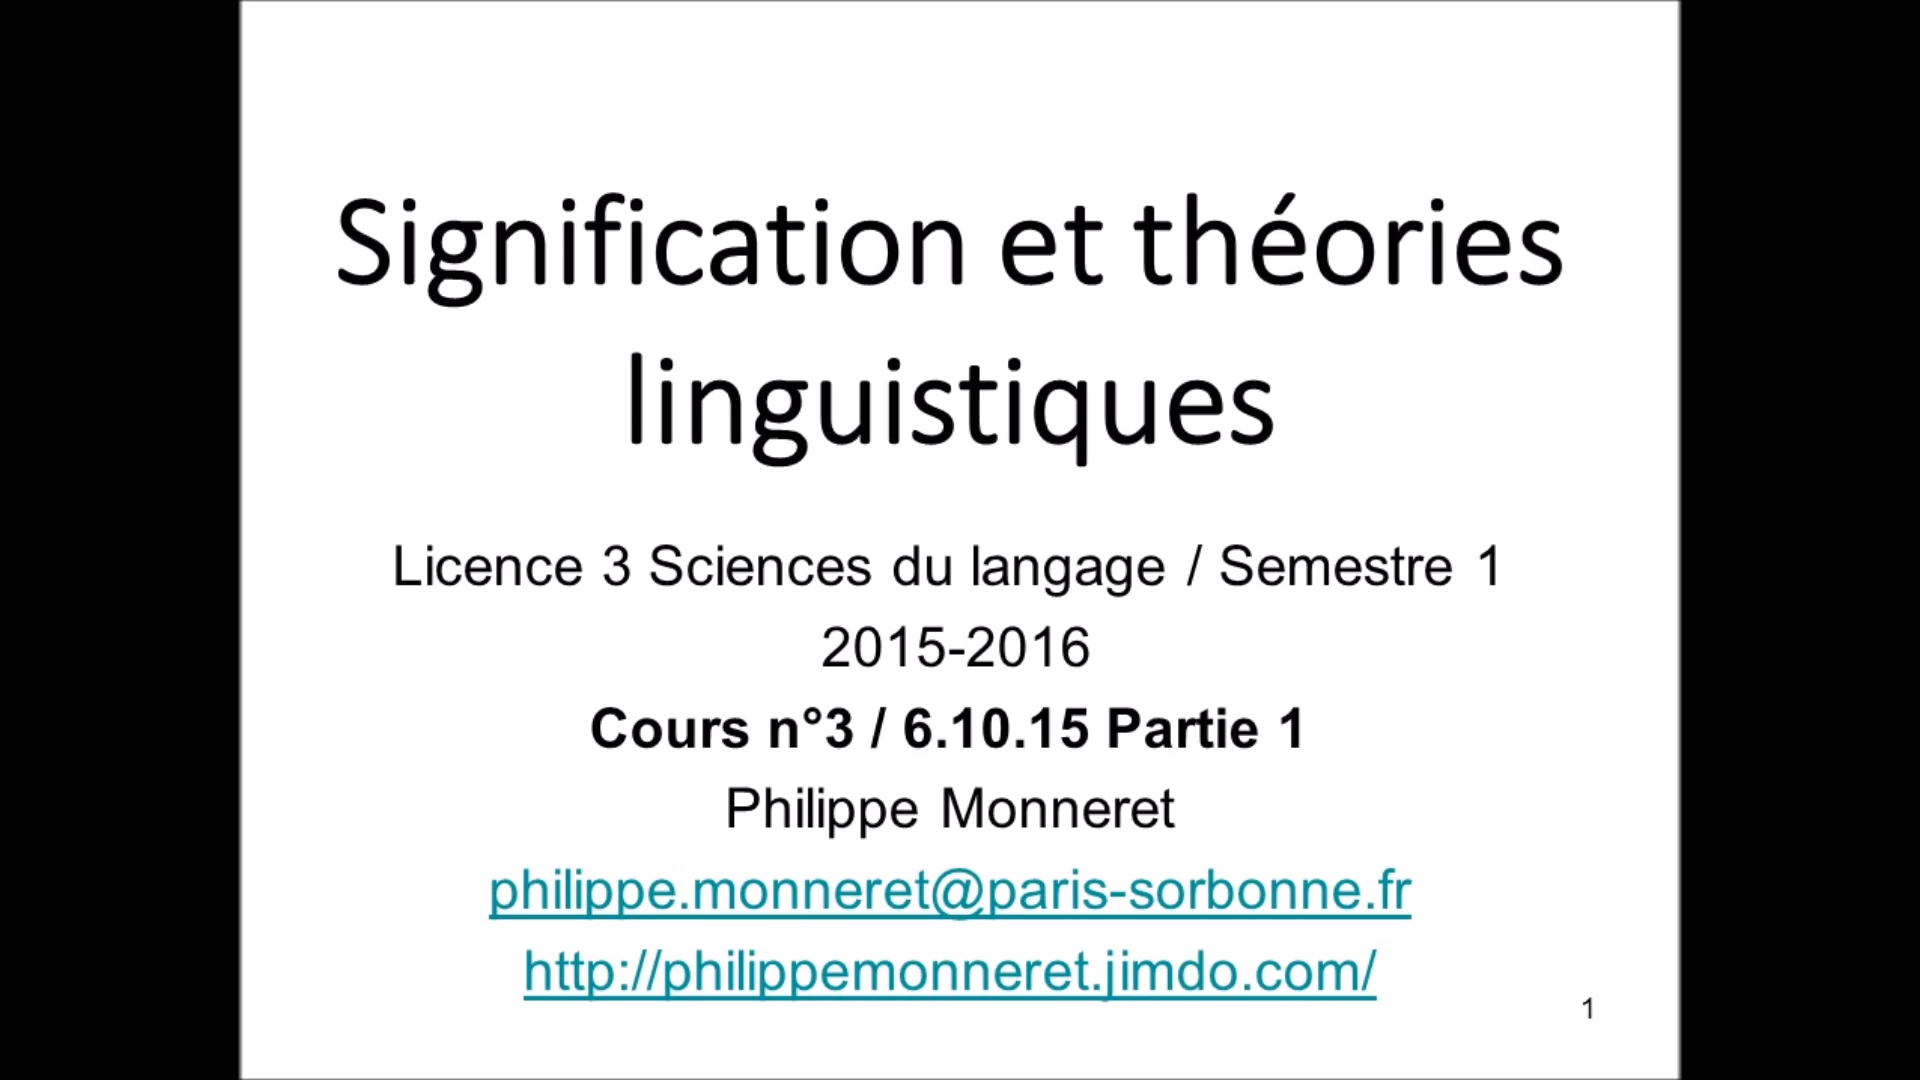 Signification et théories
linguistiques
Licence 3 Sciences du langage / Semestre 1
2015-2016
Cours n°3 / 6.10.15 Partie 1
Philippe Monneret
philippe.monneret@paris-sorbonne.fr
http://philippemonneret.jimdo.com/
1